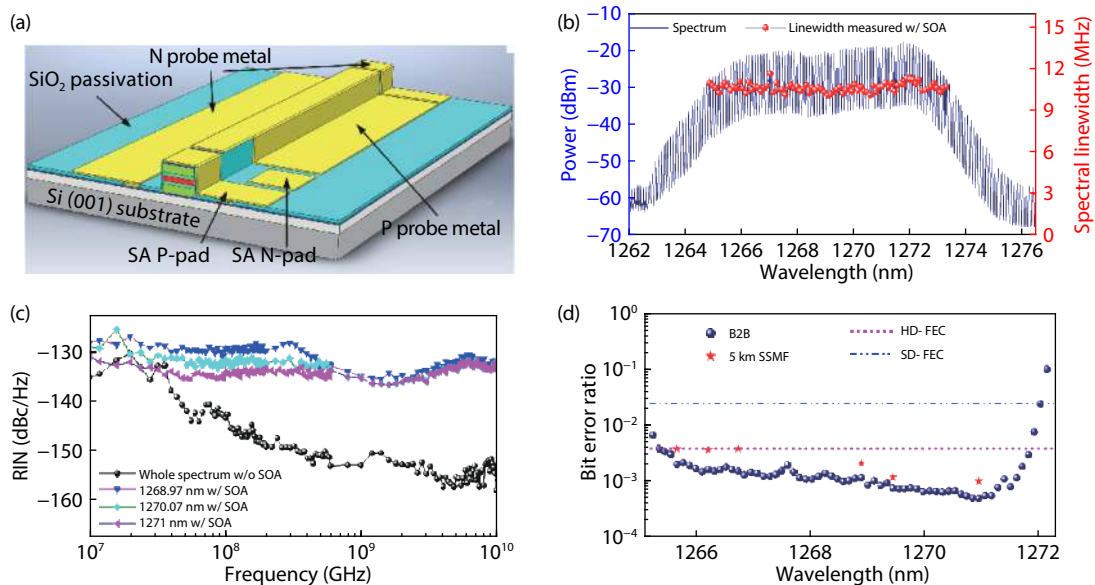 (a)
N probe metal
SiO2 passivation
Si (001) substrate
SA P-pad
SA N-pad
P probe metal
(b)
Power (dBm)
−10
−20
−30
−40
−50
−60
−70
Spectrum
Linewidth measured w/ SOA
15
12
9
6
3
0
Spectral linewidth (MHz)
1262 1264 1266 1268 1270 1272 1274 1276
Wavelength (nm)
(c)
RIN (dBc/Hz)
−130
−140
−150
−160
Whole spectrum w/o SOA
1268.97 nm w/ SOA
1270.07 nm w/ SOA
1271 nm w/ SOA
10^7 10^8 10^9 10^10
Frequency (GHz)
(d)
Bit error ratio
10^0
10^−1
10^−2
10^−3
10^−4
B2B
5 km SSMF
HD- FEC
SD- FEC
1266 1268 1270 1272
Wavelength (nm)